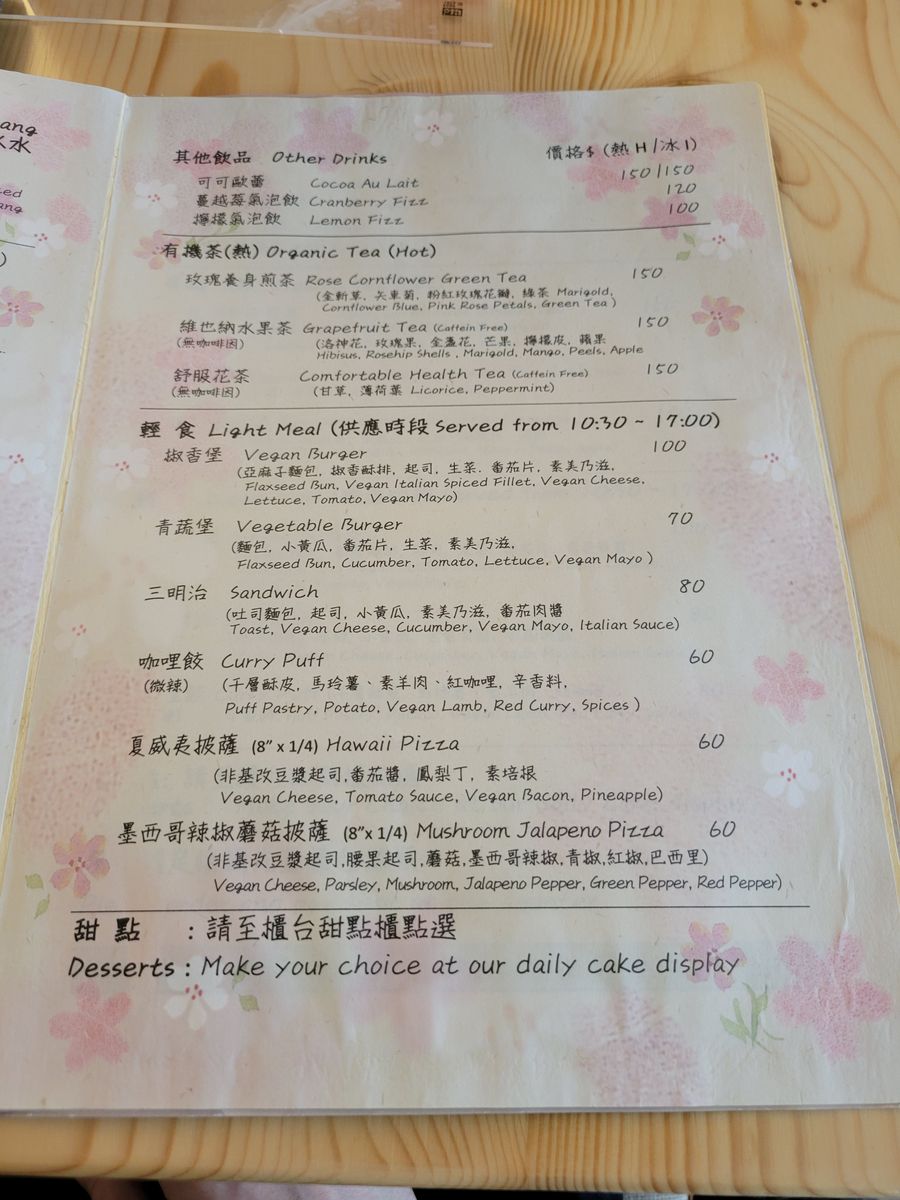 ang
水
ang
其他飲品 Other Drinks 價格$ (熱 H/冰 I)
可可歐蕾 Cocoa Au Lait 150/150
蔓越莓氣泡飲 Cranberry Fizz 120
檸檬氣泡飲 Lemon Fizz 100
有機茶(熱) Organic Tea (Hot)
玫瑰養身煎茶 Rose Cornflower Green Tea 150
(金斬草, 矢車菊, 粉紅玫瑰花瓣, 綠茶 Marigold,
Cornflower Blue, Pink Rose Petals, Green Tea )
維也納水果茶 Grapefruit Tea (Caffein Free) 150
(無咖啡因) (洛神花, 玫瑰果, 金盞花, 芒果, 檸檬皮, 蘋果
Hibisus, Rosehip Shells , Marigold, Mango, Peels, Apple
舒服花茶 Comfortable Health Tea (Caffein Free) 150
(無咖啡因) (甘草, 薄荷葉 Licorice, Peppermint)
輕 食 Light Meal (供應時段 Served from 10:30 ~ 17:00)
椒香堡 Vegan Burger 100
(亞麻子麵包, 椒香酥排, 起司, 生菜. 番茄片, 素美乃滋,
Flaxseed Bun, Vegan Italian Spiced Fillet, Vegan Cheese,
Lettuce, Tomato, Vegan Mayo)
青蔬堡 Vegetable Burger 70
(麵包, 小黃瓜, 番茄片, 生菜, 素美乃滋,
Flaxseed Bun, Cucumber, Tomato, Lettuce, Vegan Mayo )
三明治 Sandwich 80
(吐司麵包, 起司, 小黃瓜, 素美乃滋, 番茄肉醬
Toast, Vegan Cheese, Cucumber, Vegan Mayo, Italian Sauce)
咖哩餃 Curry Puff 60
(微辣) (千層酥皮, 馬玲薯、素羊肉、紅咖哩, 辛香料,
Puff Pastry, Potato, Vegan Lamb, Red Curry, Spices )
夏威夷披薩 (8” x 1/4) Hawaii Pizza 60
(非基改豆漿起司,番茄醬, 鳳梨丁, 素培根
Vegan Cheese, Tomato Sauce, Vegan Bacon, Pineapple)
墨西哥辣椒蘑菇披薩 (8”x 1/4) Mushroom Jalapeno Pizza 60
(非基改豆漿起司,腰果起司,蘑菇,墨西哥辣椒,青椒,紅椒,巴西里)
Vegan Cheese, Parsley, Mushroom, Jalapeno Pepper, Green Pepper, Red Pepper)
甜 點 : 請至櫃台甜點櫃點選
Desserts : Make your choice at our daily cake display